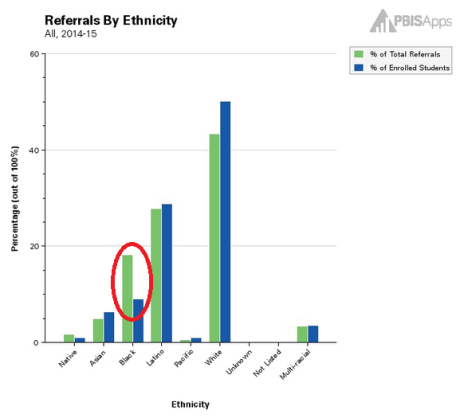 Referrals By Ethnicity
All, 2014-15
PBISApps
% of Total Referrals
% of Enrolled Students
Percentage (out of 100%)
60
40
20
0
Native
Asian
Black
Latino
Pacific
White
Unknown
Not Listed
Multi-racial
Ethnicity